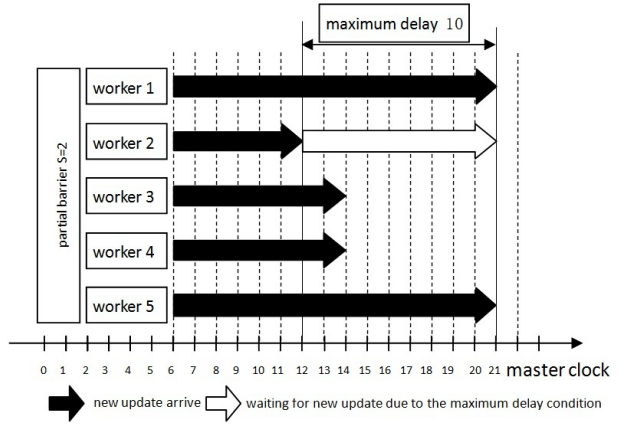 maximum delay 10
partial barrier S=2
worker 1
worker 2
worker 3
worker 4
worker 5
0 1 2 3 4 5 6 7 8 9 10 11 12 13 14 15 16 17 18 19 20 21 master clock
new update arrive waiting for new update due to the maximum delay condition